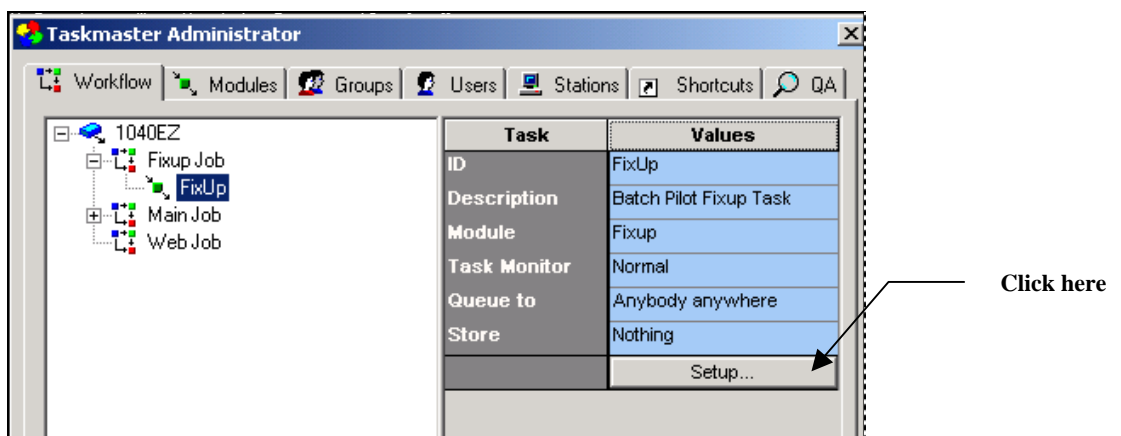 Taskmaster Administrator
Workflow Modules Groups Users Stations Shortcuts QA
1040EZ
Fixup Job
FixUp
Main Job
Web Job
Task Values
ID FixUp
Description Batch Pilot Fixup Task
Module Fixup
Task Monitor Normal
Queue to Anybody anywhere
Store Nothing
Setup...
Click here